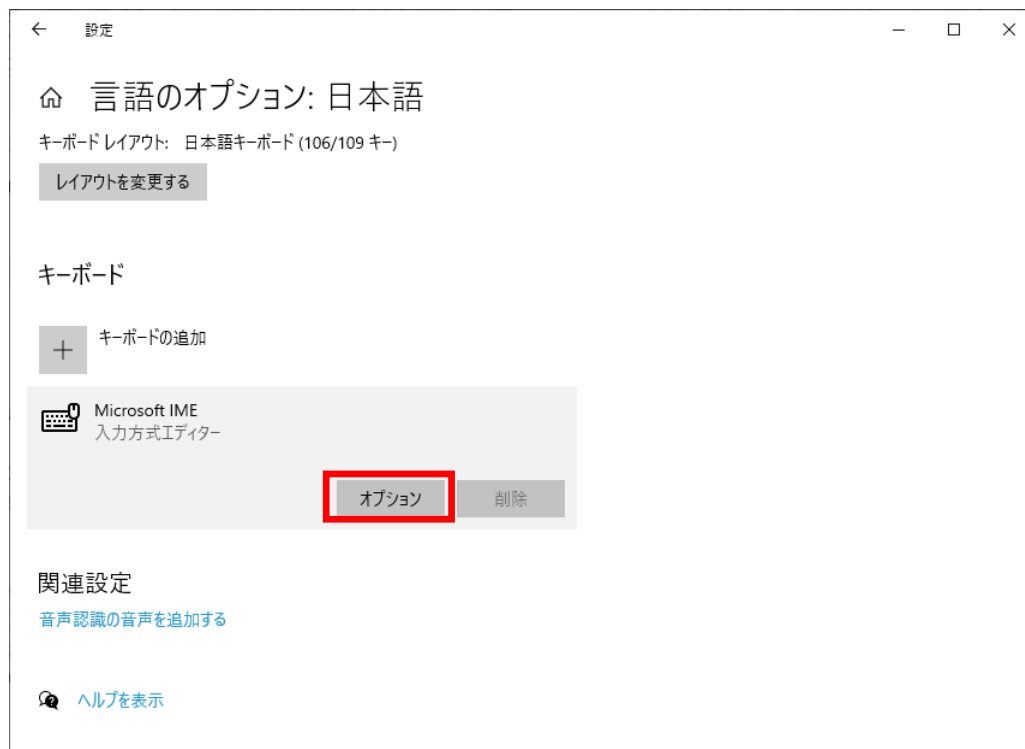 設定
言語のオプション: 日本語
キーボード レイアウト: 日本語キーボード (106/109 キー)
レイアウトを変更する
キーボード
キーボードの追加
Microsoft IME
入力方式エディター
オプション 削除
関連設定
音声認識の音声を追加する
ヘルプを表示